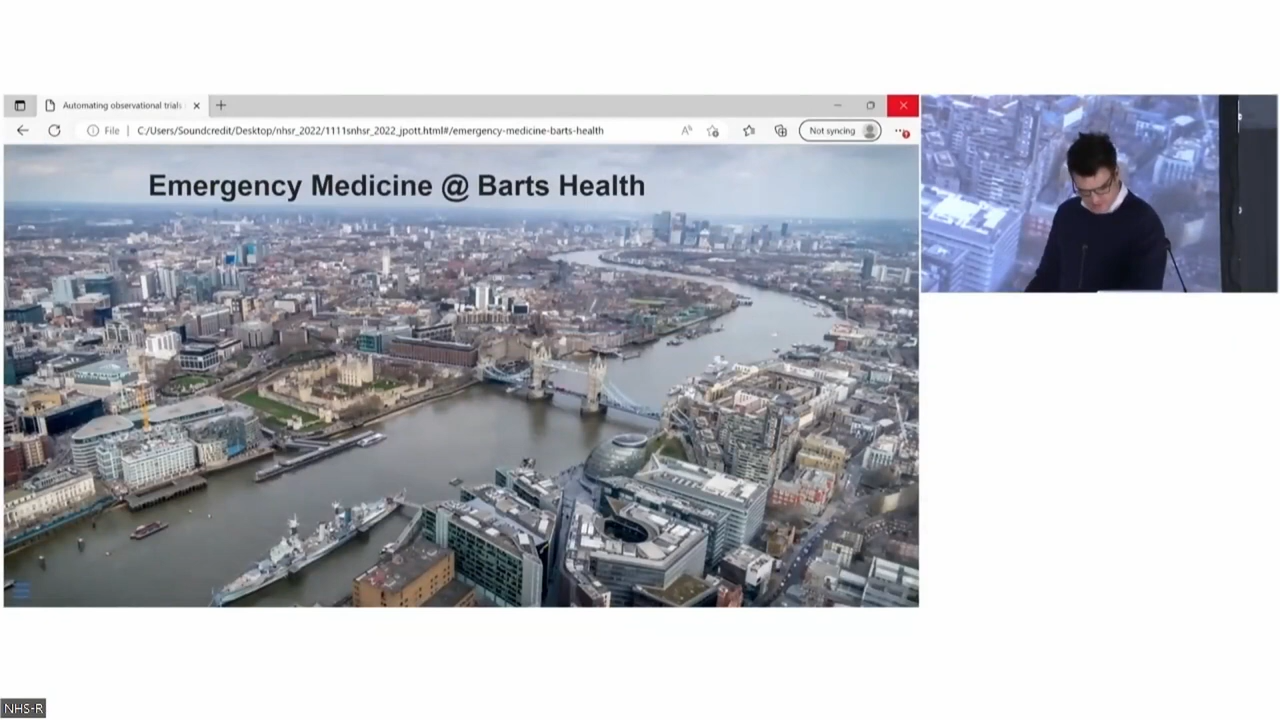 Automating observational trials
File
C:/Users/Soundcredit/Desktop/nhsr_2022/1111snhsr_2022_jpott.html#/emergency-medicine-barts-health
Not syncing
Emergency Medicine @ Barts Health
NHS-R